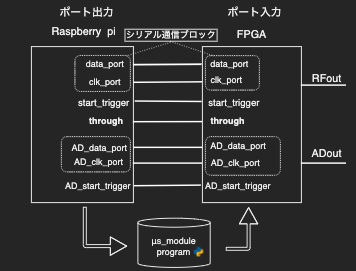 ポート出力
ポート入力
Raspberry pi
シリアル通信ブロック
FPGA
data_port
data_port
clk_port
clk_port
RFout
start_trigger
start_trigger
through
through
AD_data_port
AD_data_port
ADout
AD_clk_port
AD_clk_port
AD_start_trigger
AD_start_trigger
μs_module
program